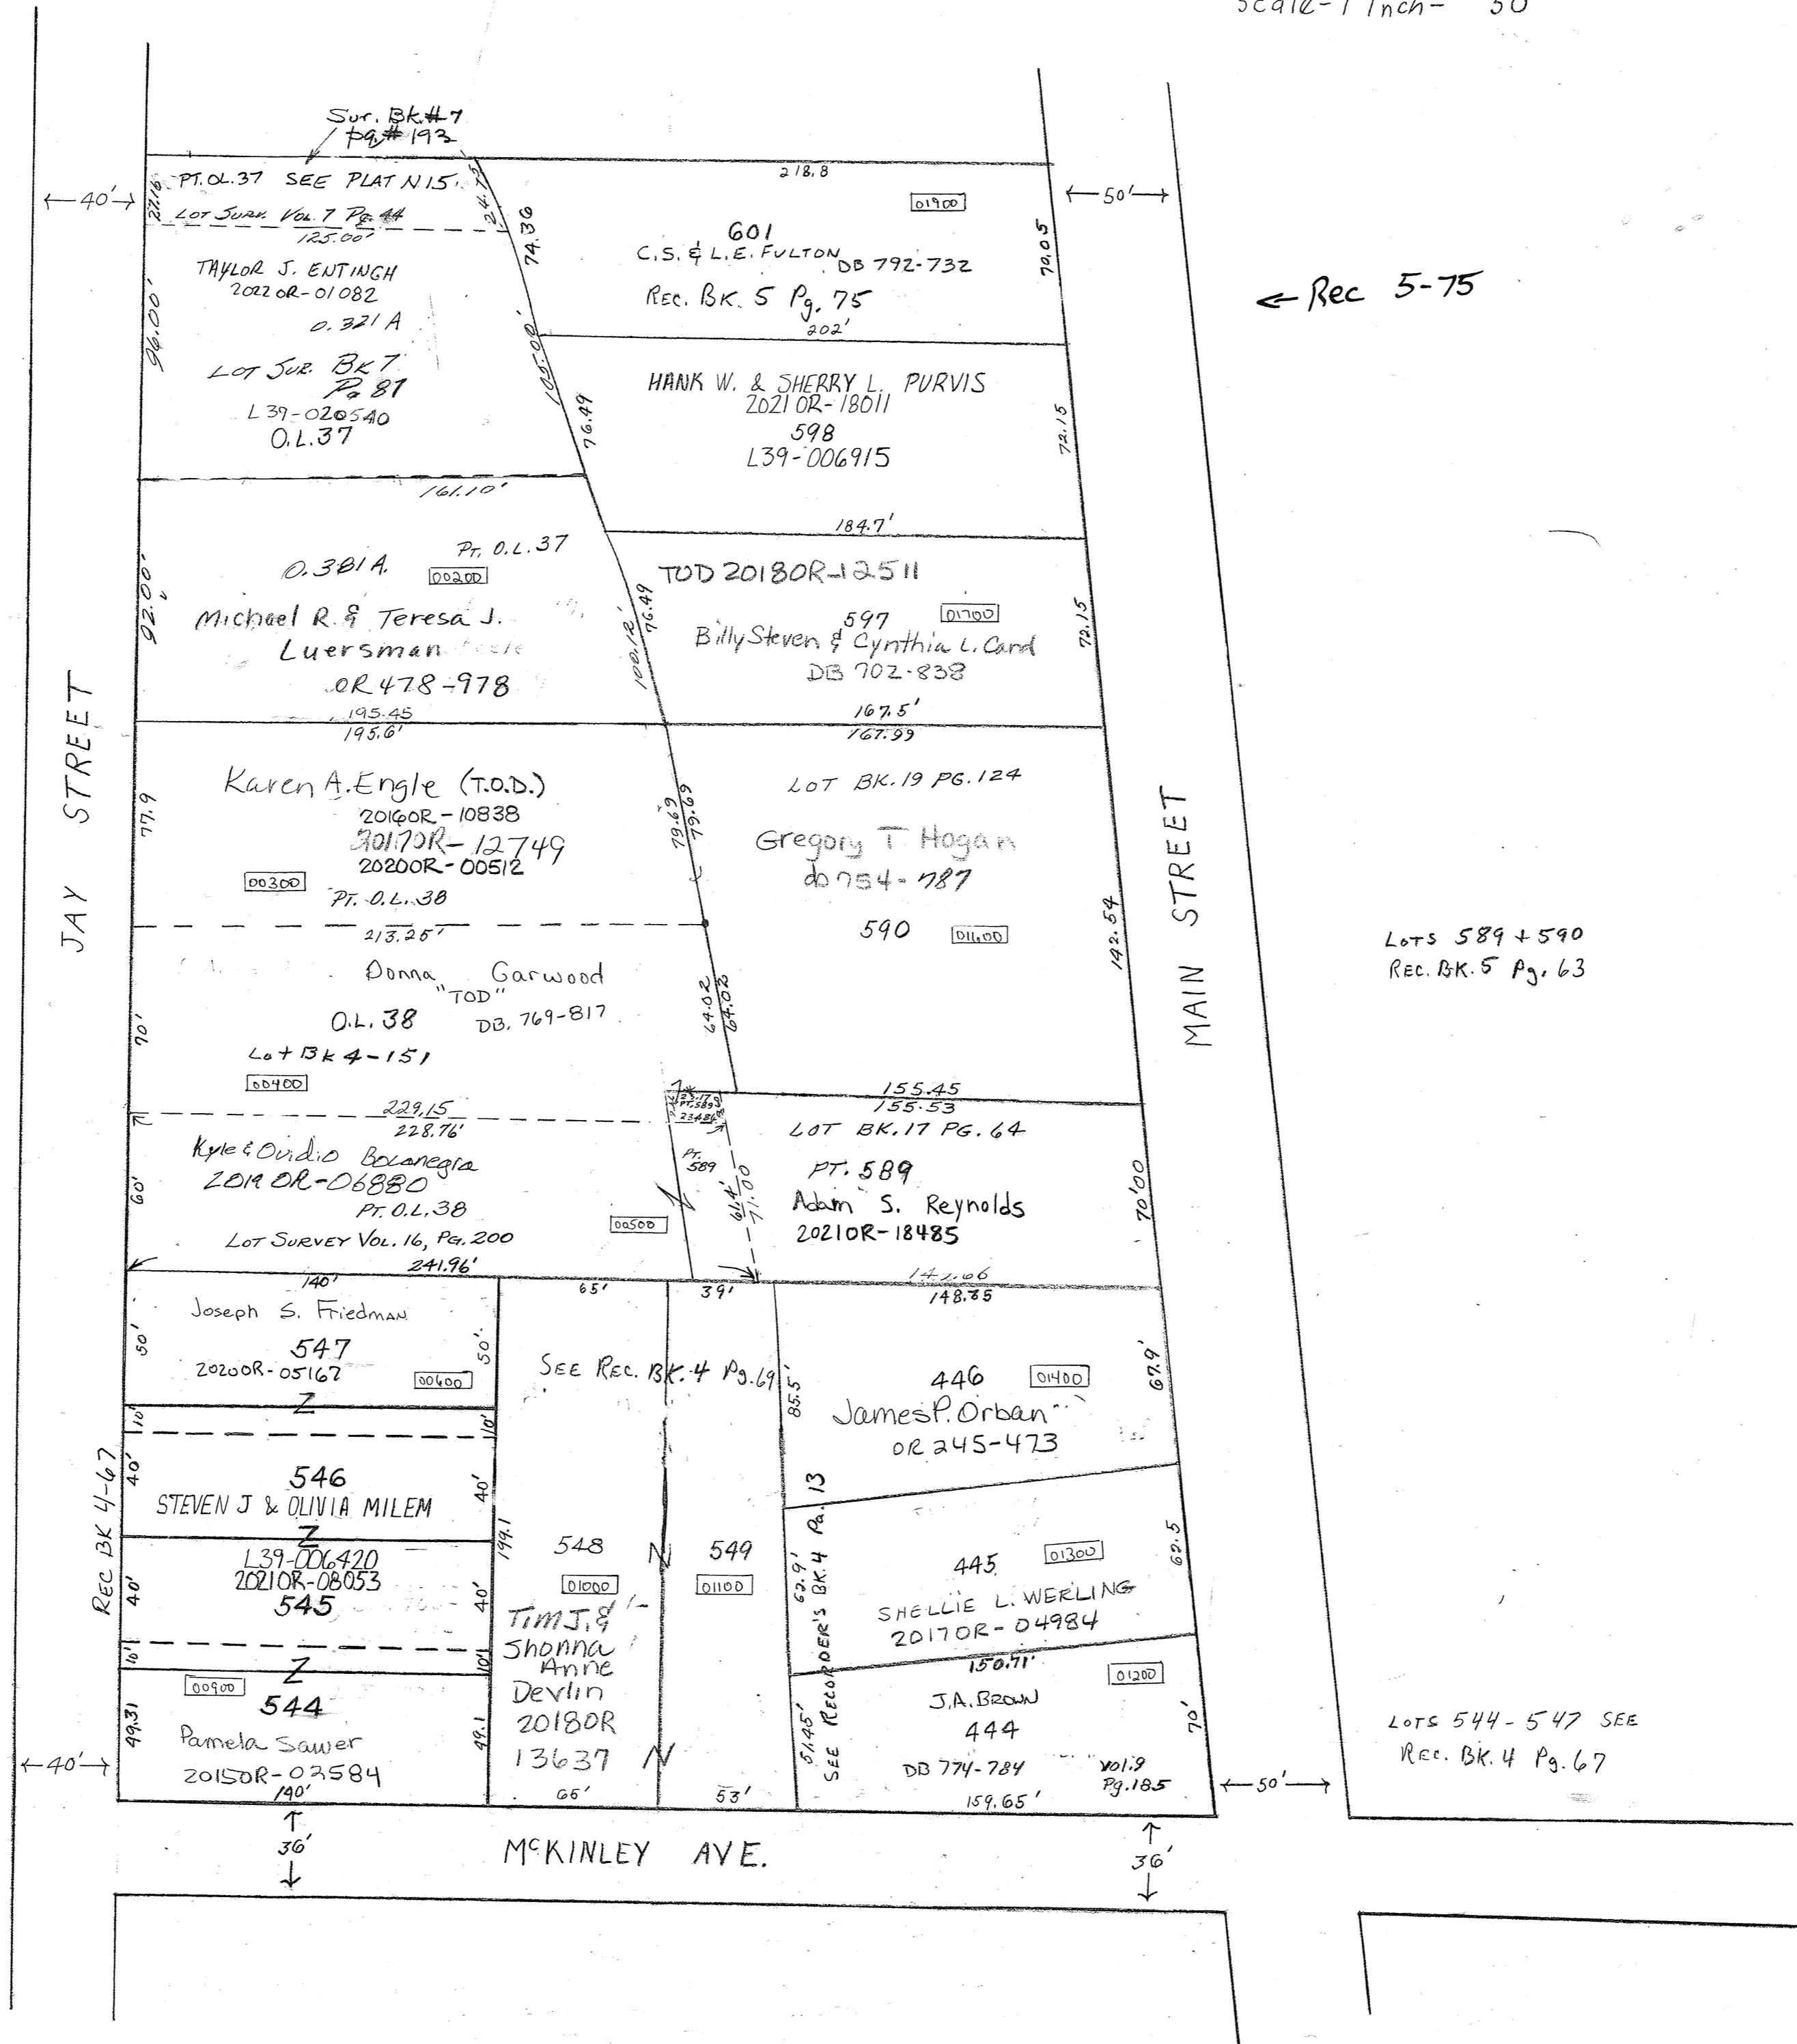 Scale-1 Inch- 50
Sur. Bk.#7
pg.# 193
PT. OL. 37 SEE PLAT N 15
LOT SURV. VOL. 7 PG. 44
125.00'
27.16
24.75
←40'→
TAYLOR J. ENTINGH
2022OR-01082
0.321 A
LOT SUR. BK 7
PG 87
L39-020540
O.L.37
96.00'
105.00'
161.10'
218.8
01900
601
C.S. & L.E. FULTON DB 792-732
REC. BK. 5 Pg. 75
202'
74.36
70.05
←50'→
← Rec 5-75
HANK W. & SHERRY L. PURVIS
2021OR-18011
598
L39-006915
184.7'
76.49
72.15
0.381 A. PT. O.L.37
00200
Michael R. & Teresa J.
Luersman
OR 478-978
195.45
92.00'
100.12'
TOD 2018OR-12511
597 01700
Billy Steven & Cynthia L. Card
DB 702-838
167.5'
76.49
72.15
JAY STREET
195.6'
Karen A. Engle (T.O.D.)
2016OR-10838
2017OR-12749
2020OR-00512
00300
PT. O.L. 38
213.25'
77.9
79.69
79.69
167.99
LOT BK. 19 PG. 124
Gregory T Hogan
db 754-787
590 01600
142.54
155.45
MAIN STREET
LOTS 589 + 590
REC. BK. 5 Pg. 63
Donna Garwood
"TOD"
O.L. 38 DB. 769-817
Lot Bk 4-151
00400
229.15
70'
64.02
64.02
228.76'
Kyle & Ovidio Bocanegra
2019 OR-06880
PT. O.L. 38
00500
LOT SURVEY VOL. 16, PG. 200
241.96'
60'
PT. 589
PT.
589
61.4'
71.00
155.53
LOT BK. 17 PG. 64
PT. 589
Adam S. Reynolds
2021OR-18485
70'00
140'
Joseph S. Friedman
547
2020OR-05167
00600
50'
50'
Z
10'
10'
546
STEVEN J & OLIVIA MILEM
40'
40'
Z
L39-006420
2021OR-08053
545
40'
40'
10'
10'
Z
00900
544
Pamela Sawer
2015OR-02584
140'
49.31
49.1
REC BK 4-67
65'
39'
SEE REC. BK. 4 Pg. 69
199.1
548
01000
Tim J. &
Shonna
Anne
Devlin
2018OR
13637
65'
549
01100
53'
148.85
446 01400
James P. Orban
OR 245-473
85.5'
67.9'
445 01300
SHELLIE L. WERLING
2017OR-04984
62.9'
62.5
SEE RECORDER'S BK. 4 Pg. 13
150.71'
01200
J.A. BROWN
444
DB 774-784
Vol. 9
Pg. 185
159.65'
51.45'
70'
LOTS 544-547 SEE
REC. BK. 4 Pg. 67
←40'→
←50'→
36'
McKINLEY AVE.
36'